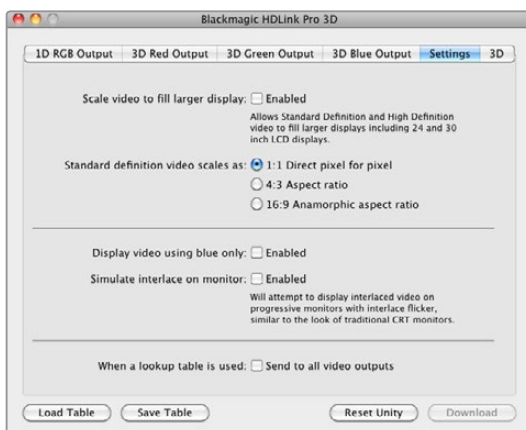 Blackmagic HDLink Pro 3D
1D RGB Output 3D Red Output 3D Green Output 3D Blue Output Settings 3D
Scale video to fill larger display: Enabled
Allows Standard Definition and High Definition
video to fill larger displays including 24 and 30
inch LCD displays.
Standard definition video scales as: 1:1 Direct pixel for pixel
4:3 Aspect ratio
16:9 Anamorphic aspect ratio
Display video using blue only: Enabled
Simulate interlace on monitor: Enabled
Will attempt to display interlaced video on
progressive monitors with interlace flicker,
similar to the look of traditional CRT monitors.
When a lookup table is used: Send to all video outputs
Load Table Save Table Reset Unity Download